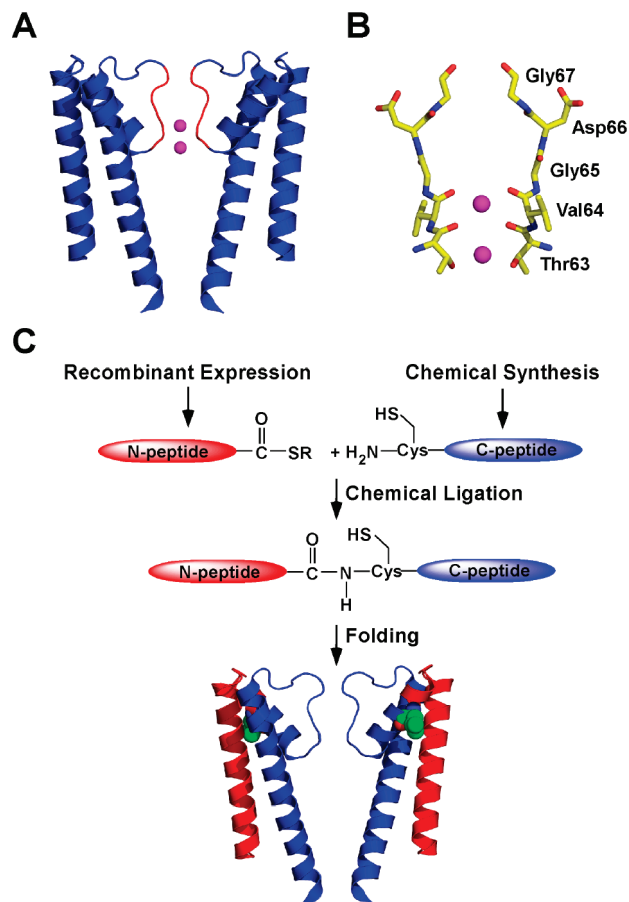 A
B
Gly67
Asp66
Gly65
Val64
Thr63
C
Recombinant Expression
Chemical Synthesis
N-peptide
C
O
SR
+ H2N
HS
Cys
C-peptide
Chemical Ligation
N-peptide
C
O
N
H
HS
Cys
C-peptide
Folding